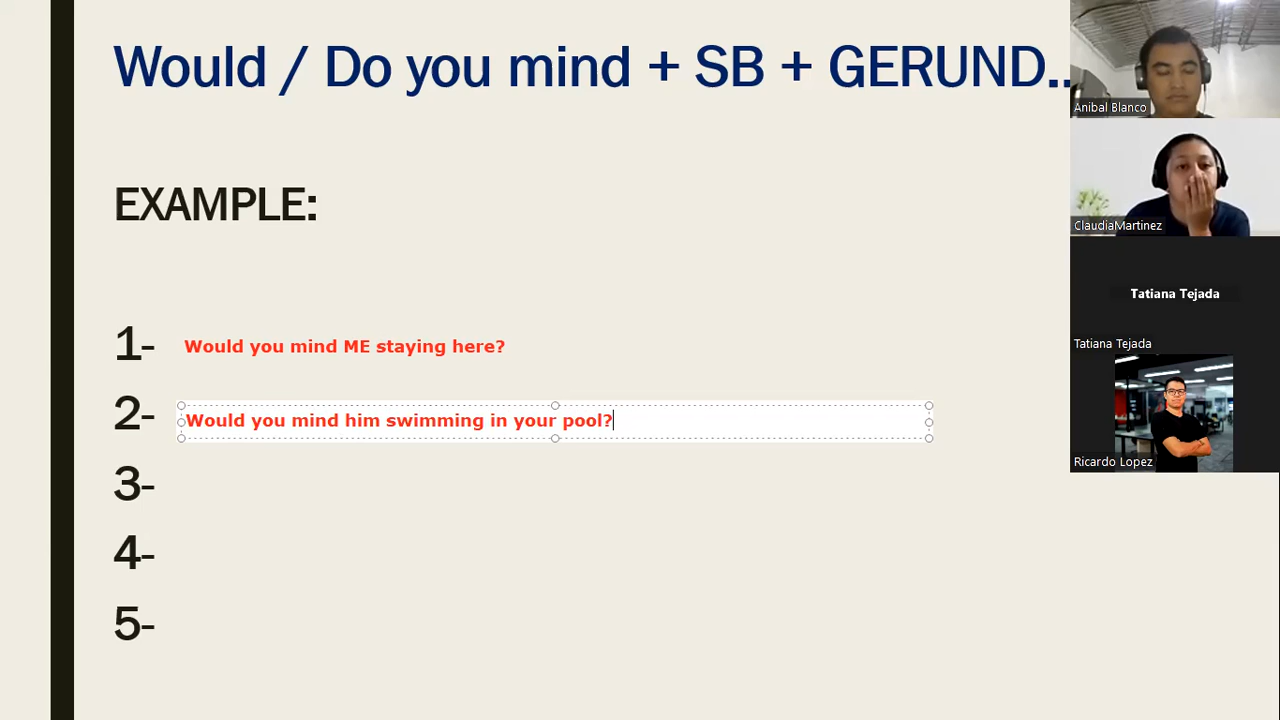 Would / Do you mind + SB + GERUND..
EXAMPLE:
1- Would you mind ME staying here?
2- Would you mind him swimming in your pool?
3-
4-
5-
Anibal Blanco
ClaudiaMartinez
Tatiana Tejada
Tatiana Tejada
Ricardo Lopez